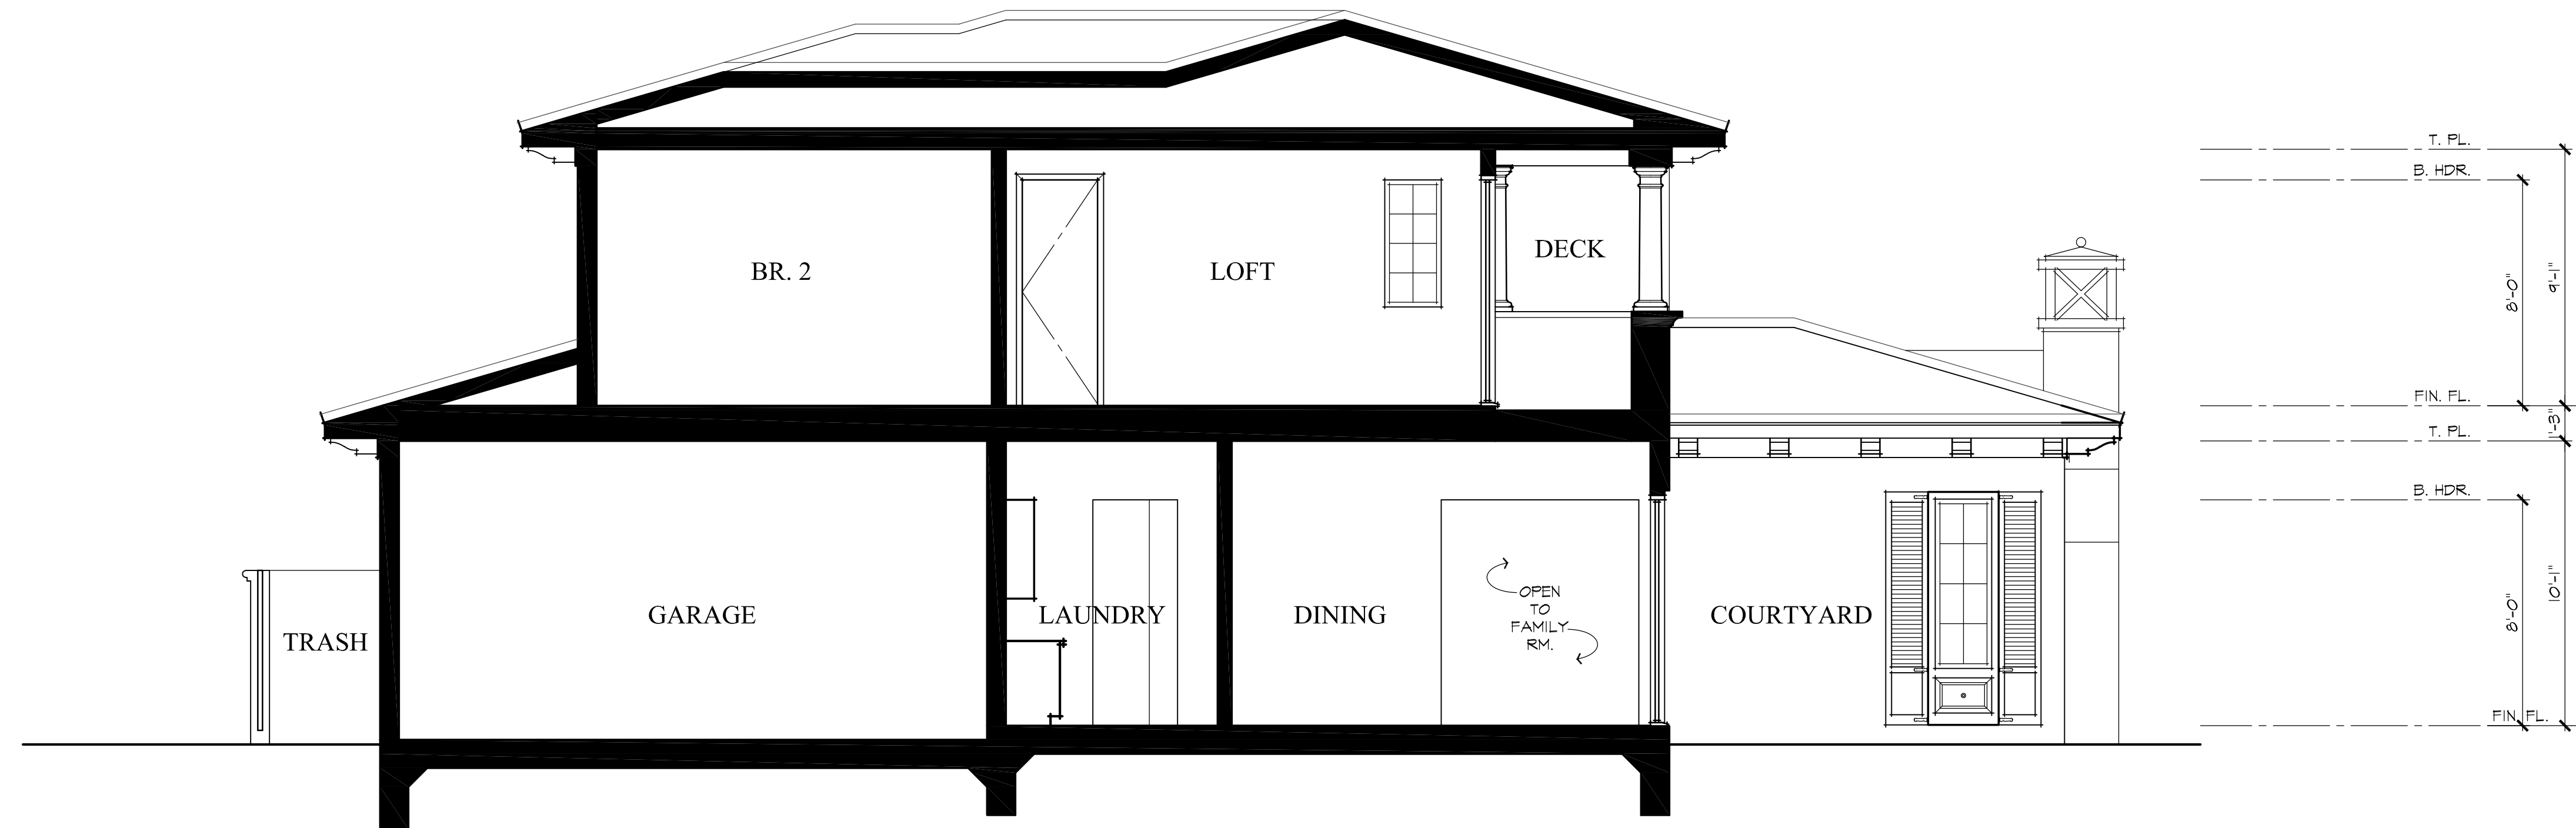 T. PL.
B. HDR.
DECK
BR. 2
LOFT
8'-0"
9'-1"
FIN. FL.
1'-3"
T. PL.
B. HDR.
OPEN
TO
FAMILY
RM.
GARAGE
LAUNDRY
DINING
COURTYARD
TRASH
8'-0"
10'-1"
FIN. FL.